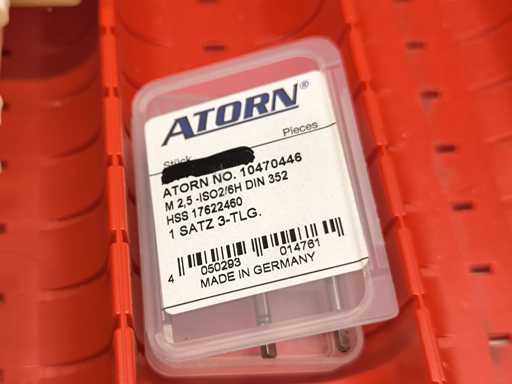 ATORN®
Stück Pieces
ATORN NO. 10470446
M 2,5 -ISO2/6H DIN 352
HSS 17622460
1 SATZ 3-TLG.
4 050293 014761
MADE IN GERMANY